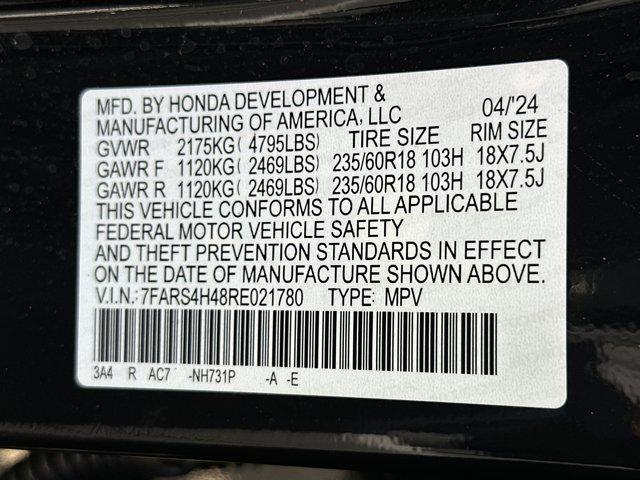 MFD. BY HONDA DEVELOPMENT &
MANUFACTURING OF AMERICA, LLC 04/'24
GVWR 2175KG( 4795LBS) TIRE SIZE RIM SIZE
GAWR F 1120KG( 2469LBS) 235/60R18 103H 18X7.5J
GAWR R 1120KG( 2469LBS) 235/60R18 103H 18X7.5J
THIS VEHICLE CONFORMS TO ALL APPLICABLE
FEDERAL MOTOR VEHICLE SAFETY
AND THEFT PREVENTION STANDARDS IN EFFECT
ON THE DATE OF MANUFACTURE SHOWN ABOVE.
V.I.N.:7FARS4H48RE021780 TYPE: MPV
3A4 R AC7 -NH731P -A -E